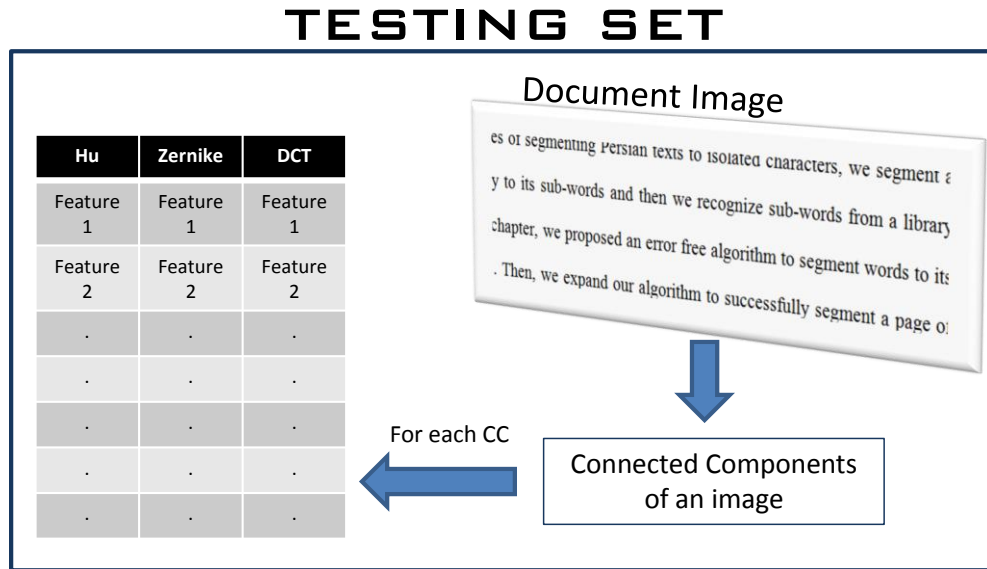 TESTING SET
Document Image
es of segmenting Persian texts to isolated characters, we segment a
y to its sub-words and then we recognize sub-words from a library
chapter, we proposed an error free algorithm to segment words to its
. Then, we expand our algorithm to successfully segment a page of
Hu Zernike DCT
Feature 1 Feature 1 Feature 1
Feature 2 Feature 2 Feature 2
. . .
. . .
. . .
. . .
. . .
For each CC
Connected Components
of an image